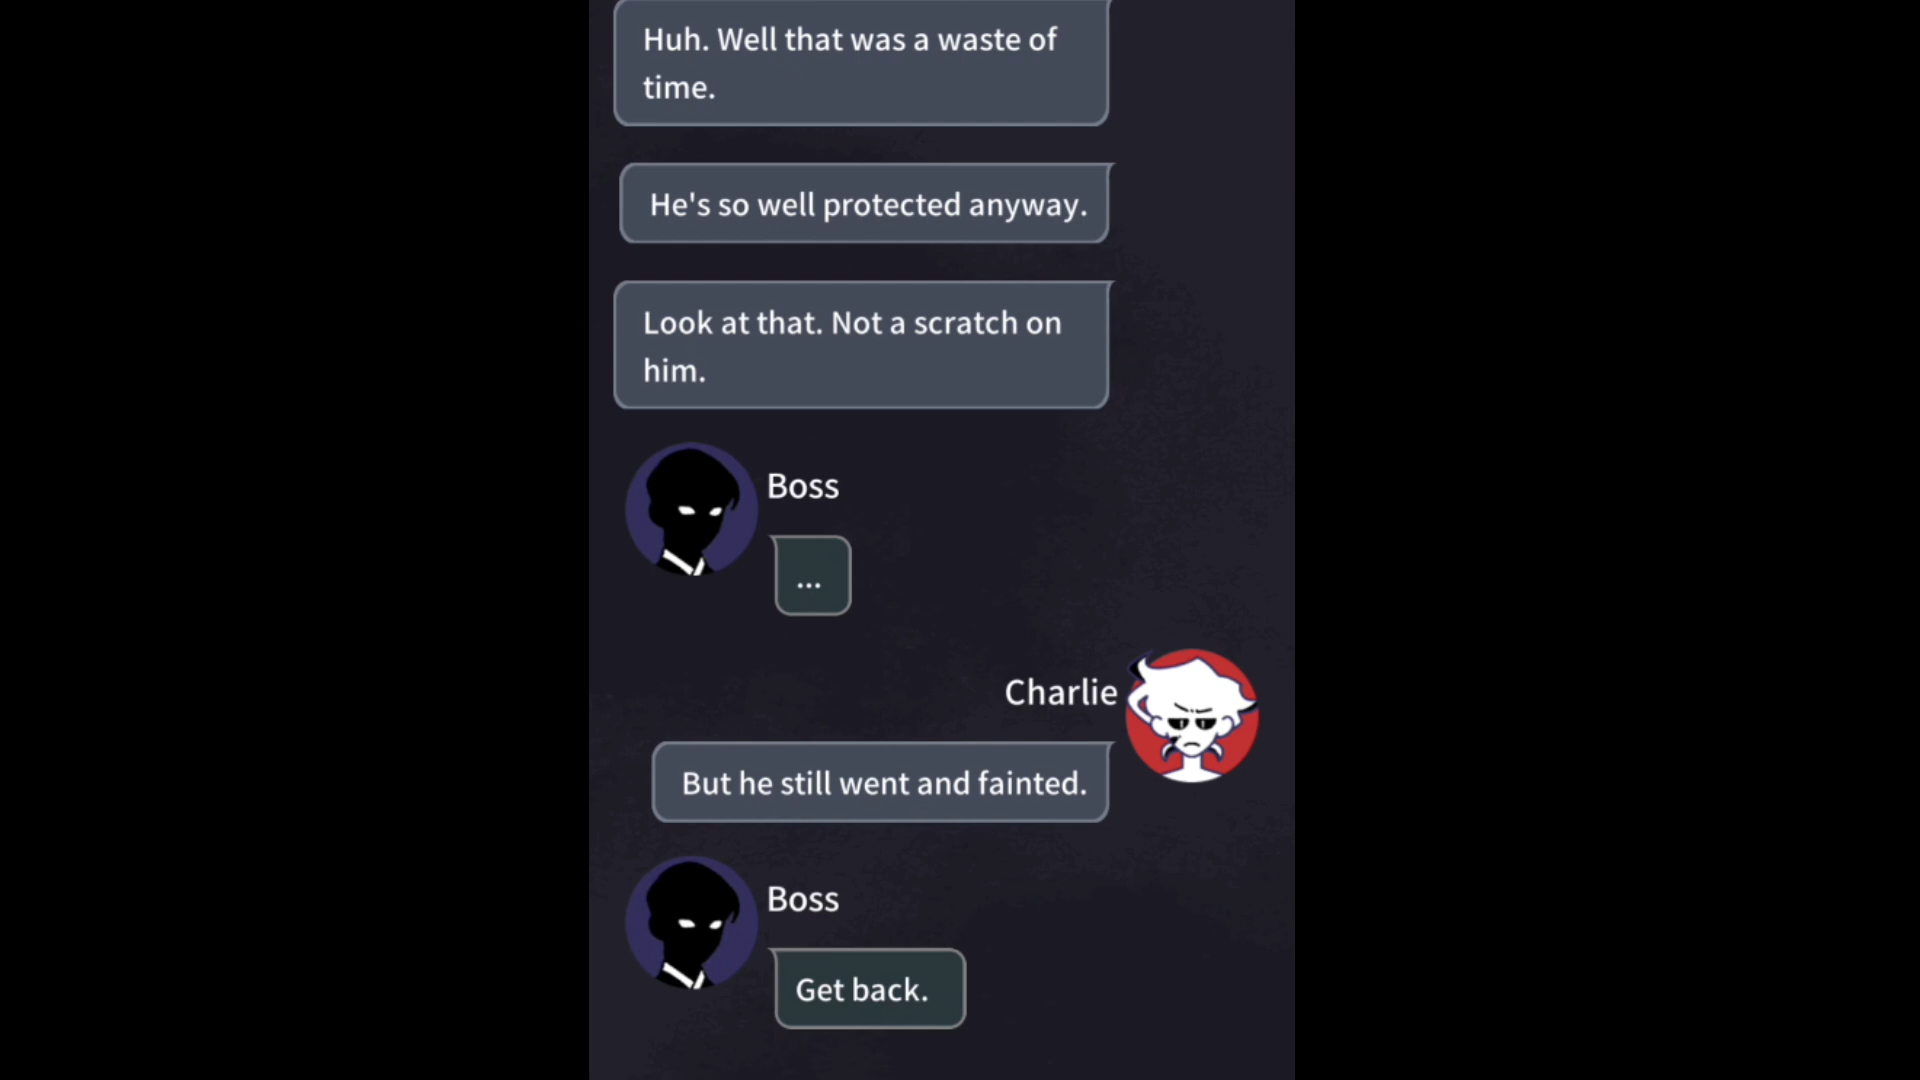 Huh. Well that was a waste of
time.
He's so well protected anyway.
Look at that. Not a scratch on
him.
Boss
...
Charlie
But he still went and fainted.
Boss
Get back.